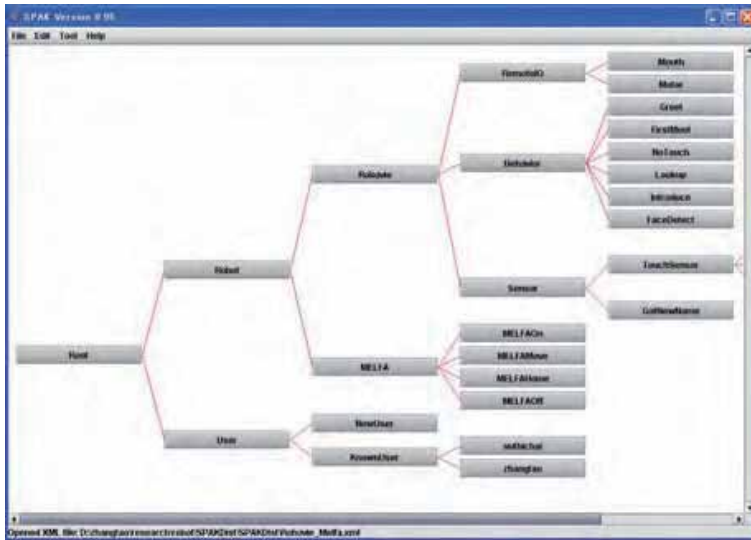 SPAK Version 0.95
File Edit Tool Help
Root
Robot
User
Robovie
MELFA
NewUser
KnownUser
RemoteIO
Behavior
Sensor
MELFAOn
MELFAMove
MELFAHome
MELFAOff
suthichai
zhangtao
Mouth
Motor
Greet
FirstMeet
NoTouch
Lookup
Introduce
FaceDetect
TouchSensor
GotNewName
Opened XML file: D:\zhangtao\research\robot\SPAKDist\SPAKDist\Robovie_Melfa.xml